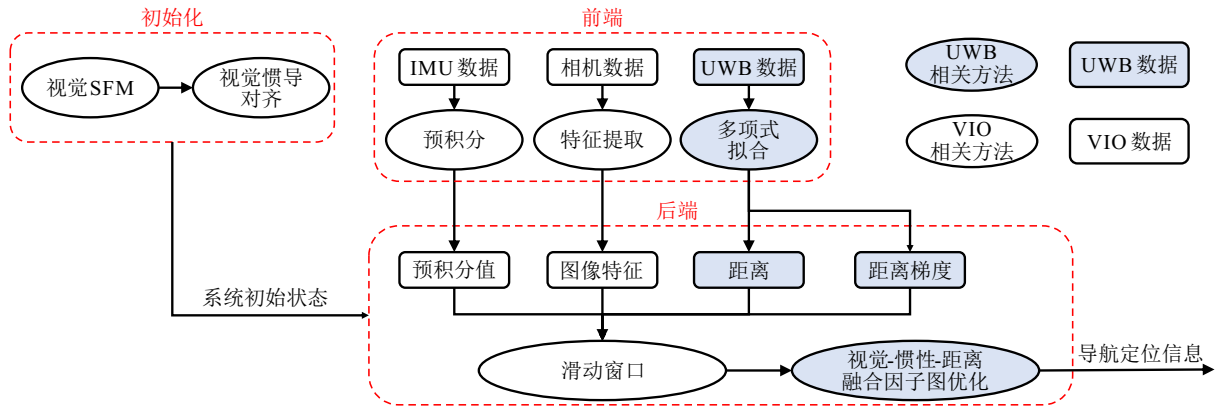 初始化
视觉SFM
视觉惯导
对齐
前端
IMU 数据
相机数据
UWB 数据
预积分
特征提取
多项式
拟合
UWB
相关方法
UWB 数据
VIO
相关方法
VIO 数据
后端
预积分值
图像特征
距离
距离梯度
系统初始状态
滑动窗口
视觉-惯性-距离
融合因子图优化
导航定位信息